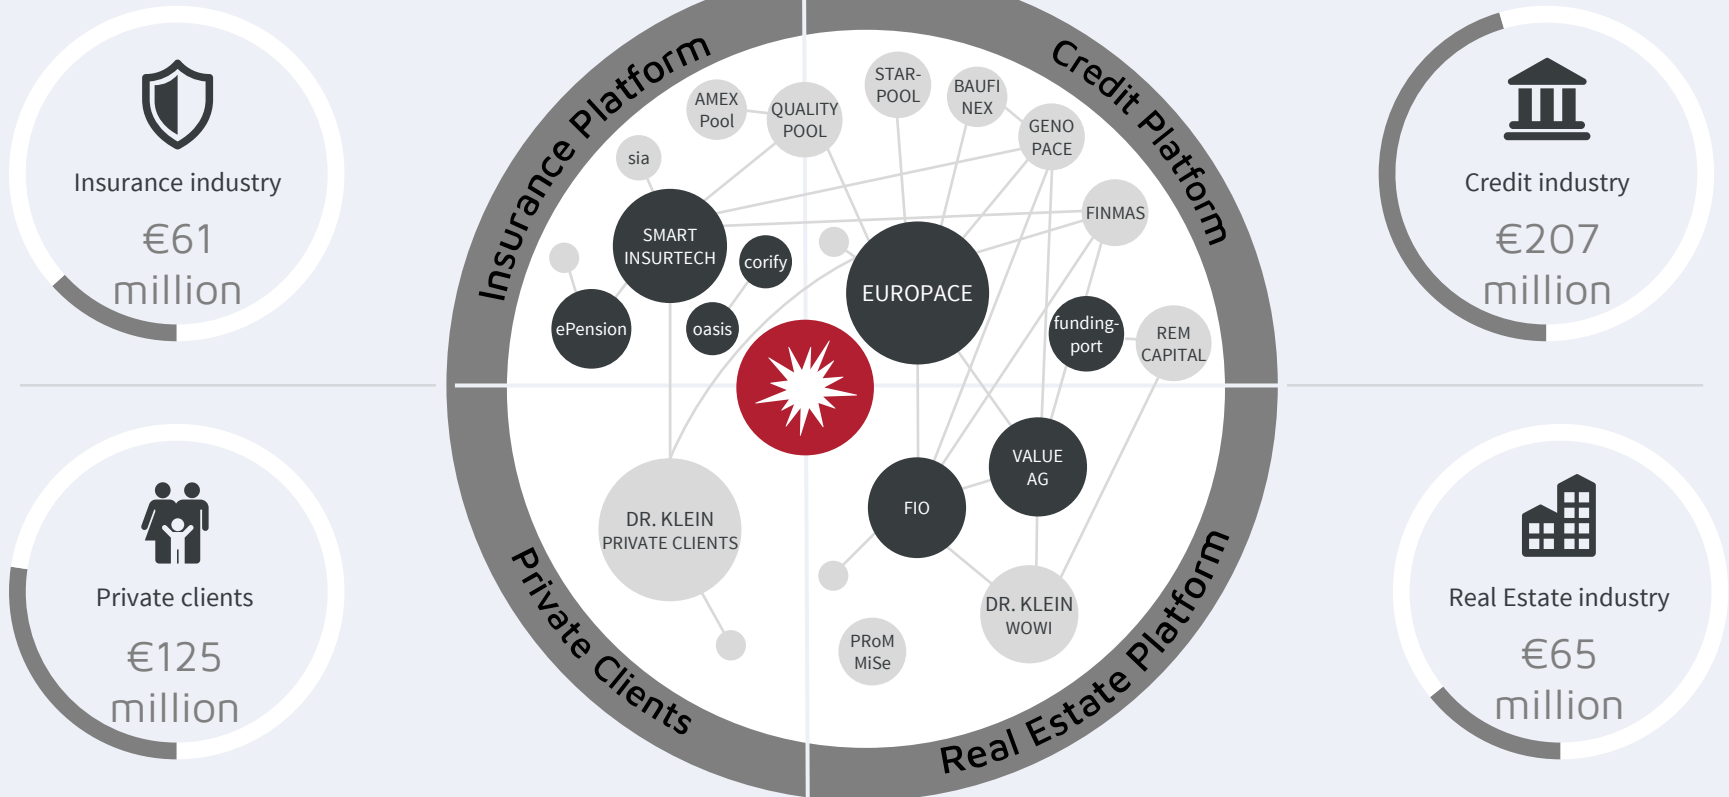 Insurance industry
€61
million
Private clients
€125
million
Insurance Platform
Credit Platform
Private Clients
Real Estate Platform
AMEX
Pool
QUALITY
POOL
STAR-
POOL
BAUFI
NEX
GENO
PACE
sia
FINMAS
SMART
INSURTECH
corify
EUROPACE
ePension
oasis
funding-
port
REM
CAPITAL
VALUE
AG
FIO
DR. KLEIN
PRIVATE CLIENTS
DR. KLEIN
WOWI
PRoM
MiSe
Credit industry
€207
million
Real Estate industry
€65
million